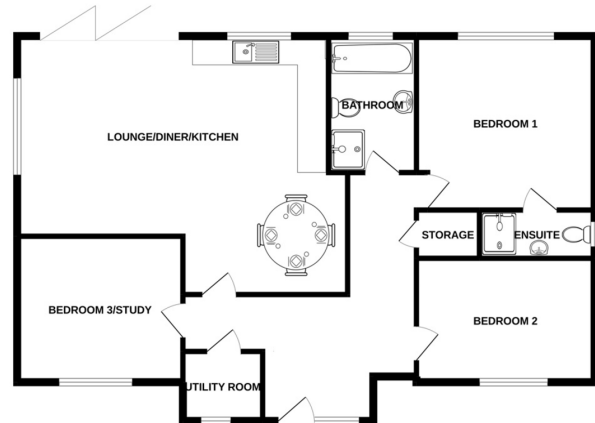 BATHROOM
BEDROOM 1
LOUNGE/DINER/KITCHEN
STORAGE
ENSUITE
BEDROOM 3/STUDY
BEDROOM 2
UTILITY ROOM